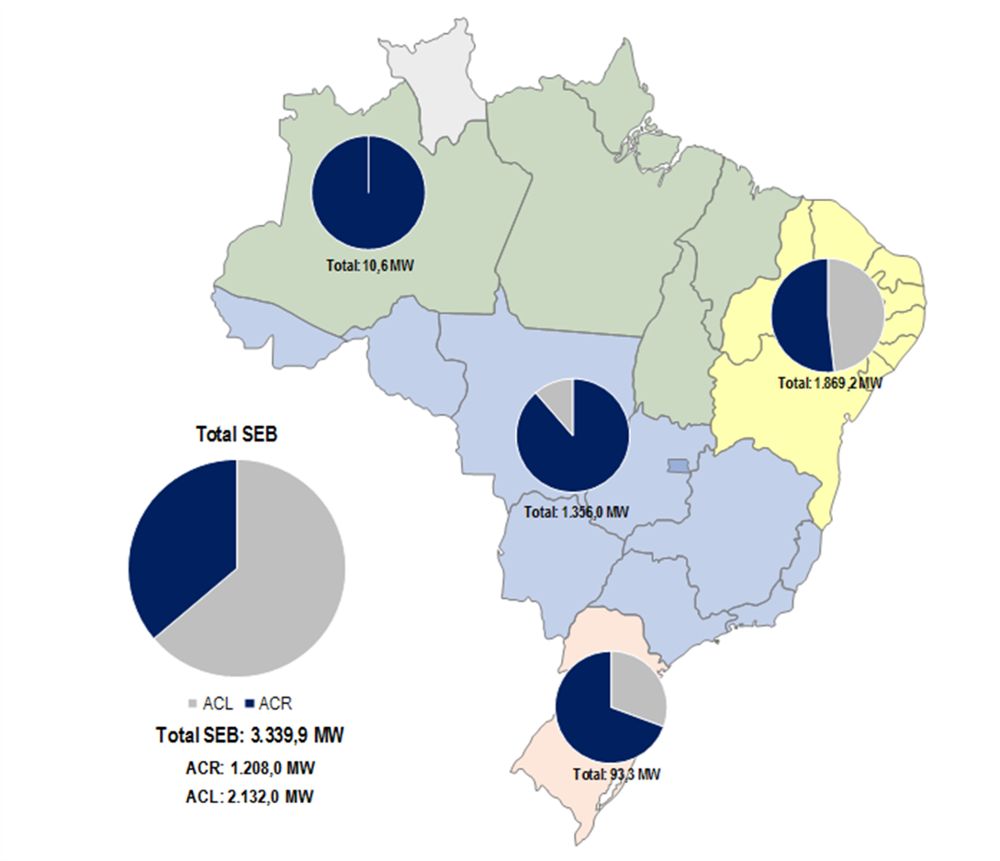 Total: 10,6 MW
Total: 1.869,2 MW
Total SEB
Total: 1.356,0 MW
ACL ACR
Total SEB: 3.339,9 MW
ACR: 1.208,0 MW
Total: 93,3 MW
ACL: 2.132,0 MW